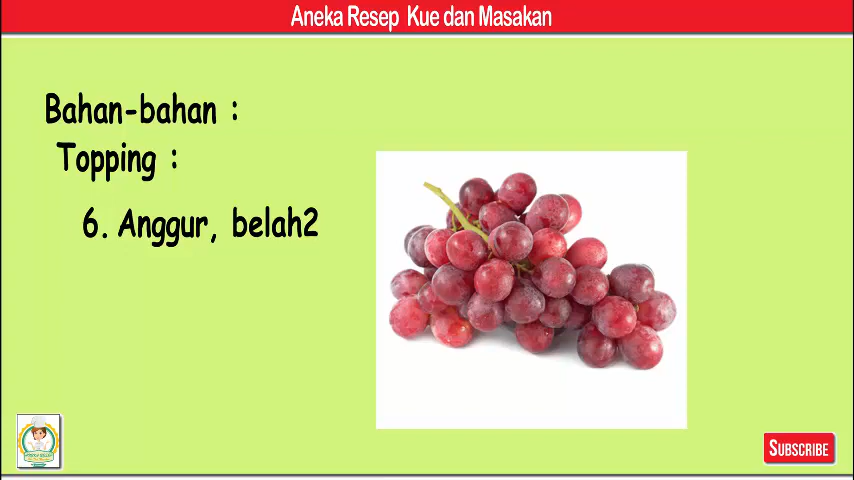 Aneka Resep Kue dan Masakan
Bahan-bahan :
Topping :
6. Anggur, belah2
SUBSCRIBE